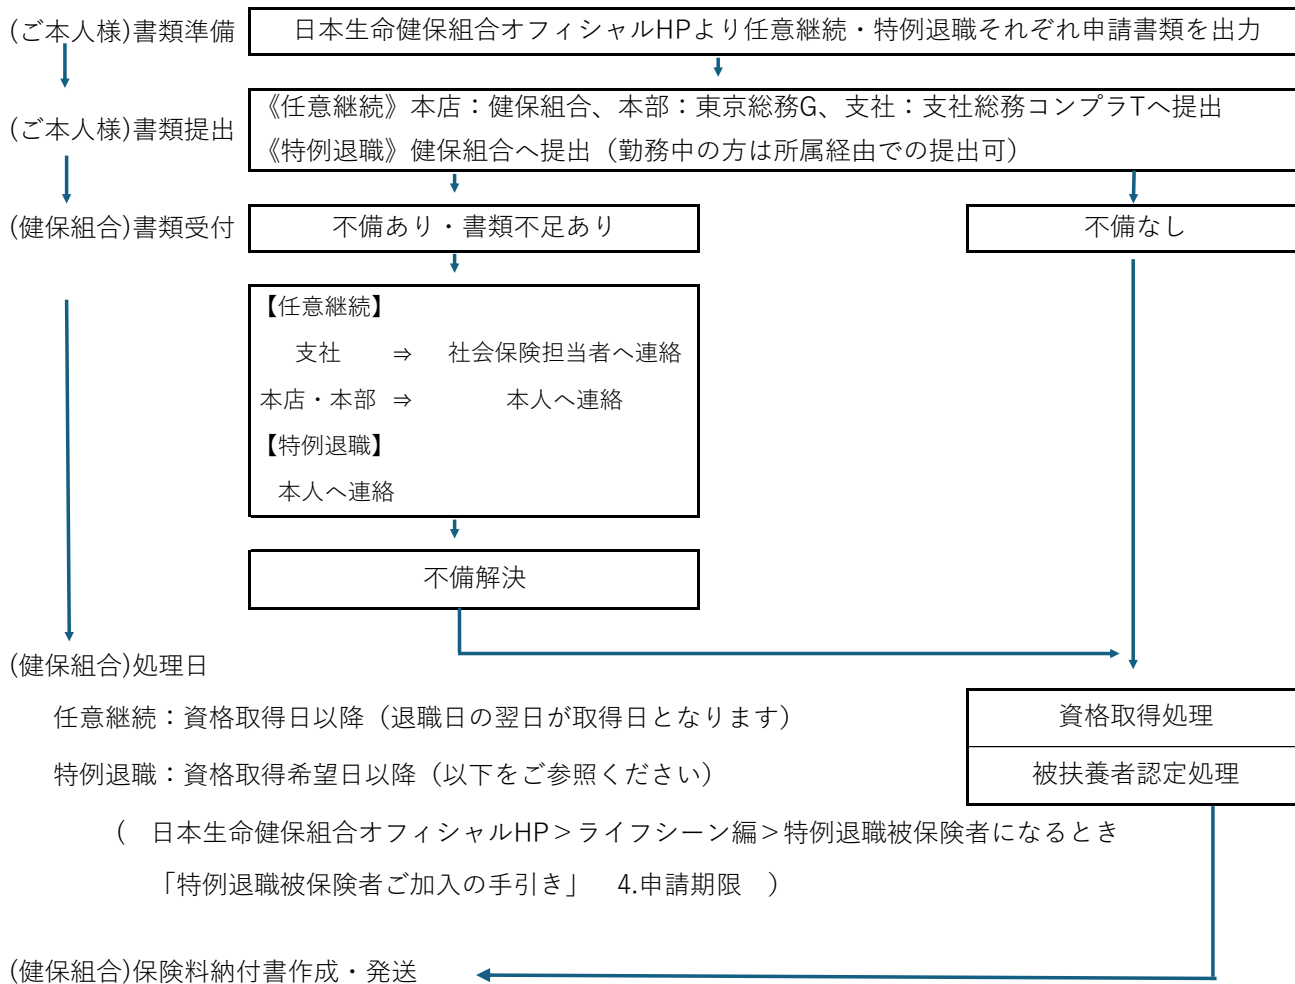 (ご本人様)書類準備
日本生命健保組合オフィシャルHPより任意継続・特例退職それぞれ申請書類を出力
(ご本人様)書類提出
《任意継続》本店：健保組合、本部：東京総務G、支社：支社総務コンプラTへ提出
《特例退職》健保組合へ提出（勤務中の方は所属経由での提出可）
(健保組合)書類受付
不備あり・書類不足あり
不備なし
【任意継続】
支社 ⇒ 社会保険担当者へ連絡
本店・本部 ⇒ 本人へ連絡
【特例退職】
本人へ連絡
不備解決
(健保組合)処理日
任意継続：資格取得日以降（退職日の翌日が取得日となります）
特例退職：資格取得希望日以降（以下をご参照ください）
資格取得処理
被扶養者認定処理
（　日本生命健保組合オフィシャルHP＞ライフシーン編＞特例退職被保険者になるとき
「特例退職被保険者ご加入の手引き」　4.申請期限　）
(健保組合)保険料納付書作成・発送